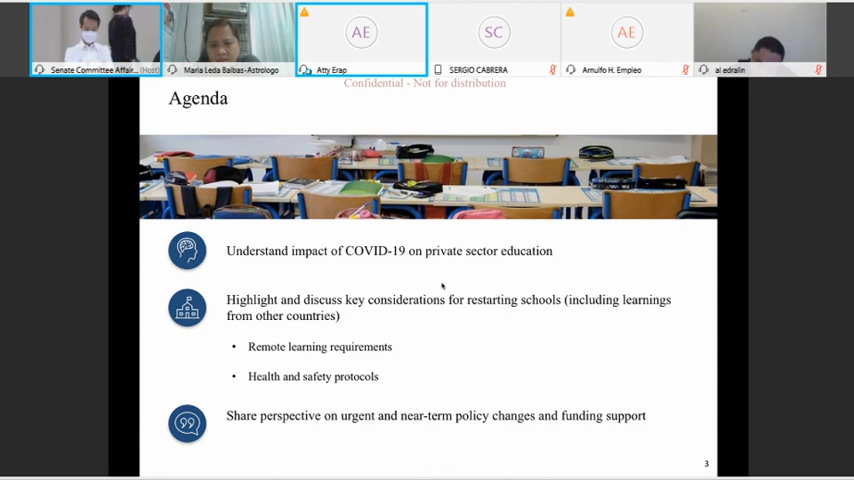 AE
SC
AE
Senate Committee Affair... (Host)
Maria Leda Balbas-Astrologo
Atty Erap
SERGIO CABRERA
Arnulfo H. Empleo
al edralin
Confidential - Not for distribution
Agenda
Understand impact of COVID-19 on private sector education
Highlight and discuss key considerations for restarting schools (including learnings
from other countries)
• Remote learning requirements
• Health and safety protocols
Share perspective on urgent and near-term policy changes and funding support
3